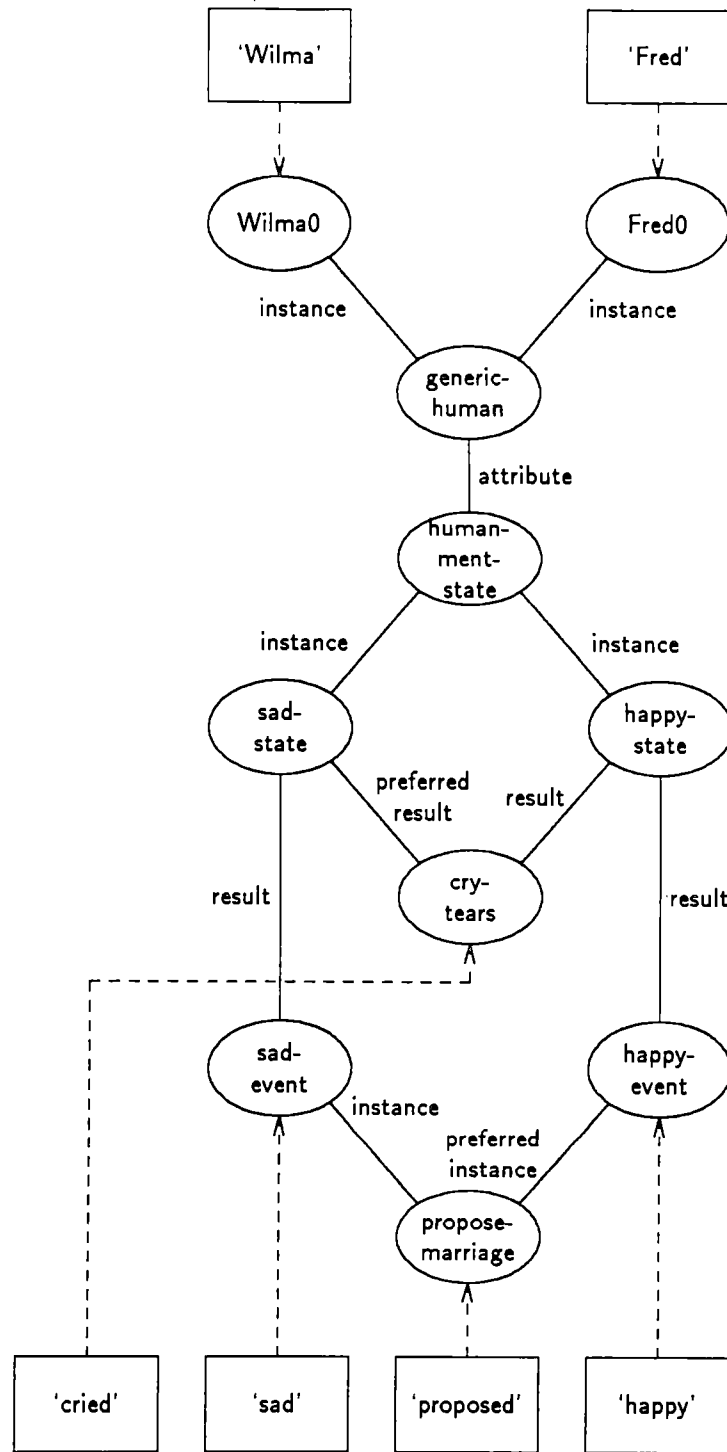 ‘Wilma’
‘Fred’
Wilma0
Fred0
instance
instance
generic-
human
attribute
human-
ment-
state
instance
instance
sad-
state
happy-
state
preferred
result
result
cry-
tears
result
result
sad-
event
happy-
event
instance
preferred
instance
propose-
marriage
‘cried’
‘sad’
‘proposed’
‘happy’